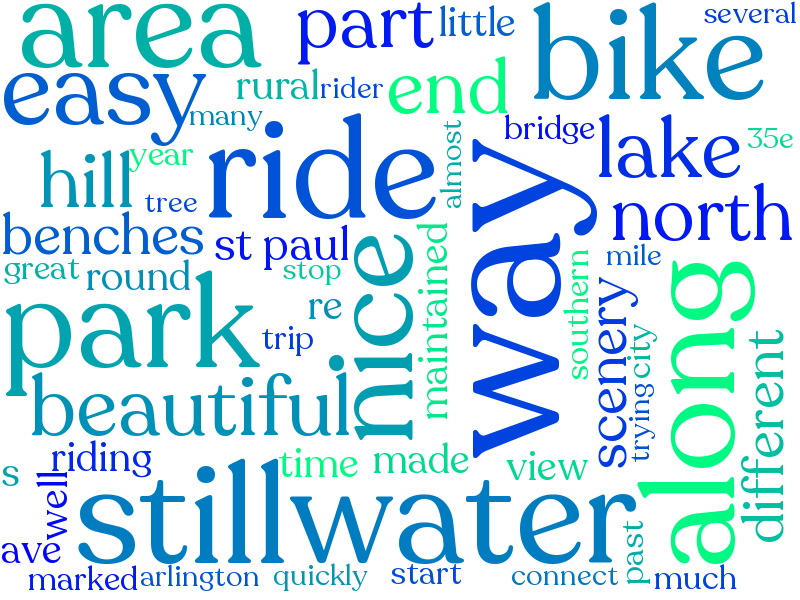 several
area
part
little
bike
easy
rural
rider
end
many
ride
bridge
lake
35e
almost
way
hill
year
tree
north
benches
st paul
nice
maintained
southern
mile
great
round
stop
scenery
along
park
re
trip
trying
city
different
beautiful
riding
time
made
view
s
well
stillwater
past
ave
marked
arlington
quickly
start
connect
much